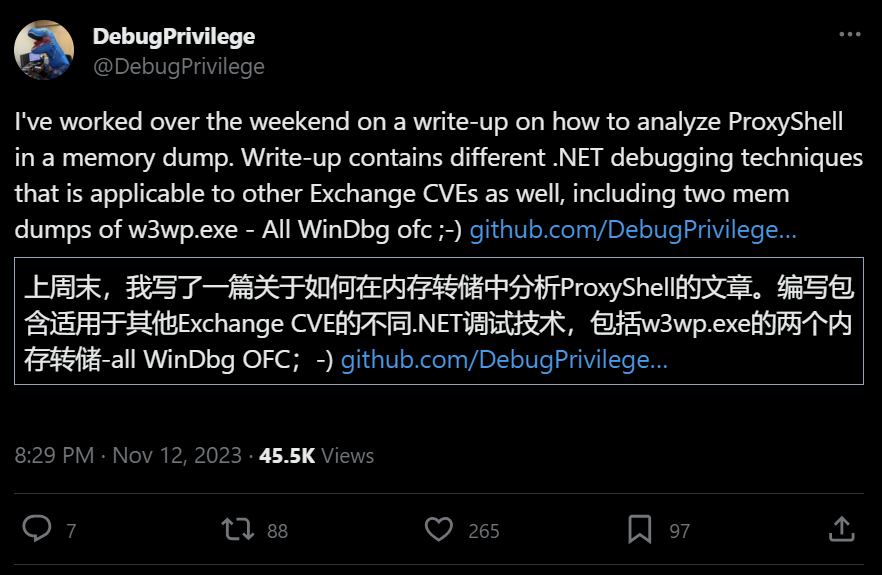 DebugPrivilege
@DebugPrivilege
I've worked over the weekend on a write-up on how to analyze ProxyShell
in a memory dump. Write-up contains different .NET debugging techniques
that is applicable to other Exchange CVEs as well, including two mem
dumps of w3wp.exe - All WinDbg ofc ;-) github.com/DebugPrivilege…
上周末，我写了一篇关于如何在内存转储中分析ProxyShell的文章。编写包
含适用于其他Exchange CVE的不同.NET调试技术，包括w3wp.exe的两个内
存转储-all WinDbg OFC；-) github.com/DebugPrivilege…
8:29 PM · Nov 12, 2023 · 45.5K Views
7 88 265 97